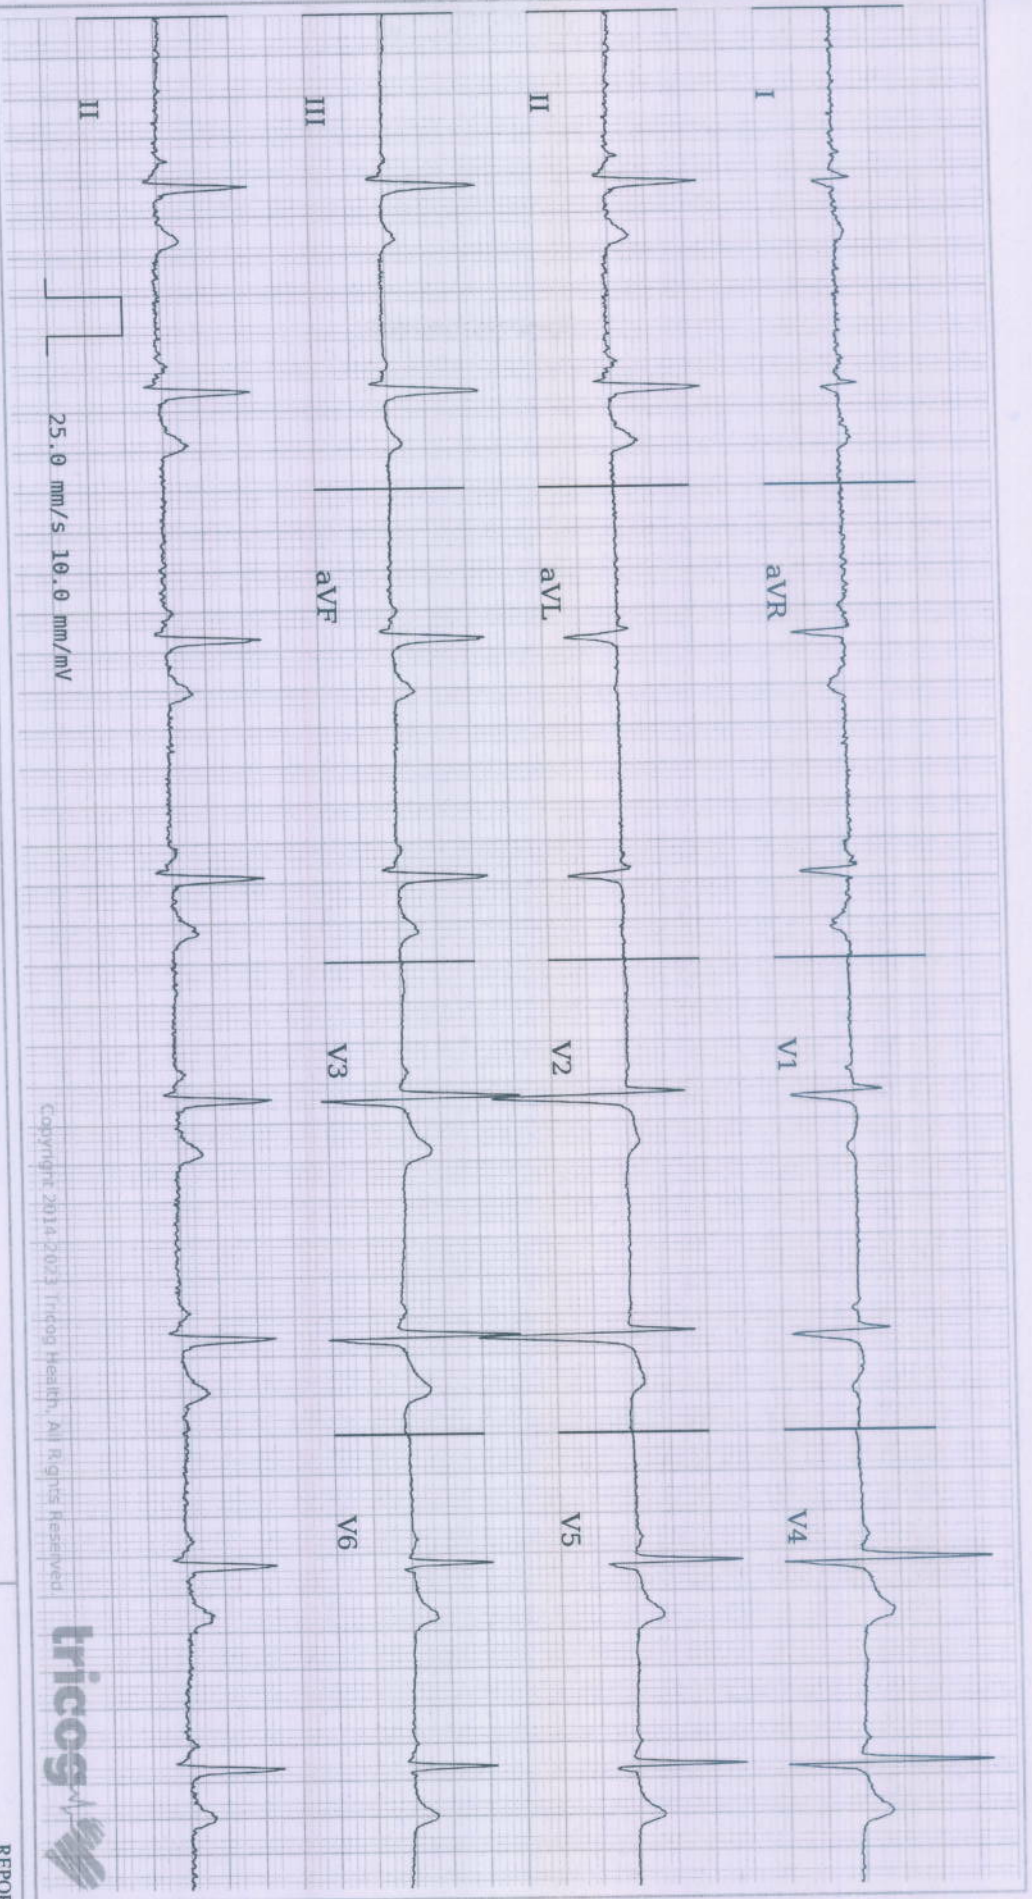 I
aVR
V1
V4
II
aVL
V2
V5
III
aVF
V3
V6
II
25.0 mm/s 10.0 mm/mV
Copyright 2014-2023 Tricog Health, All Rights Reserved
tricog